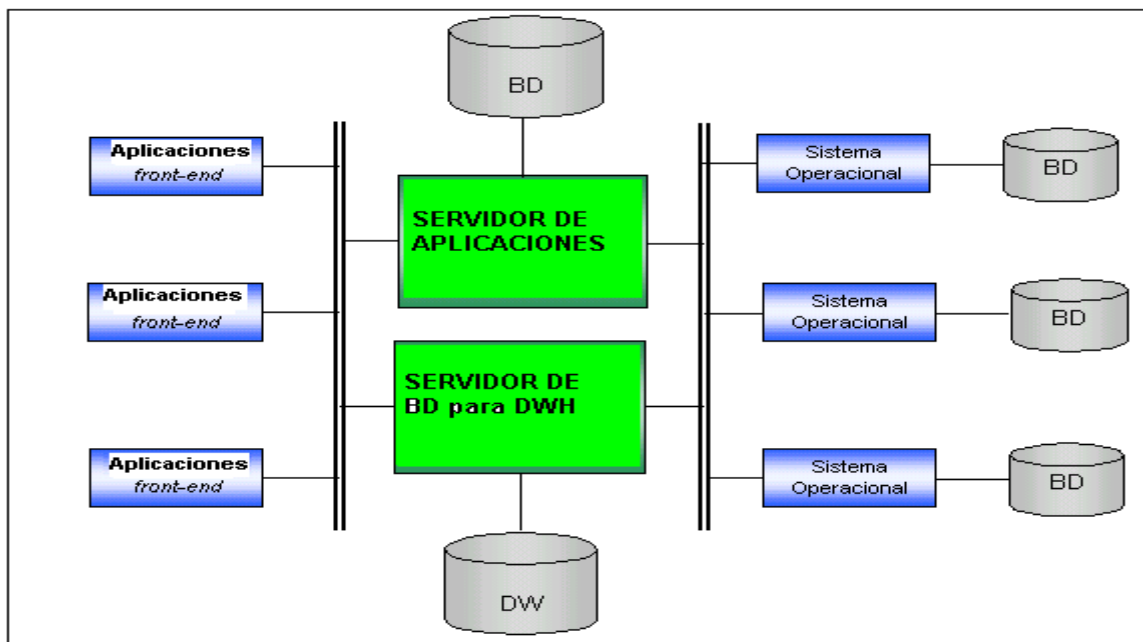 BD
Aplicaciones
front-end
SERVIDOR DE
APLICACIONES
Sistema
Operacional
BD
Aplicaciones
front-end
Sistema
Operacional
BD
SERVIDOR DE
BD para DWH
Aplicaciones
front-end
Sistema
Operacional
BD
DW